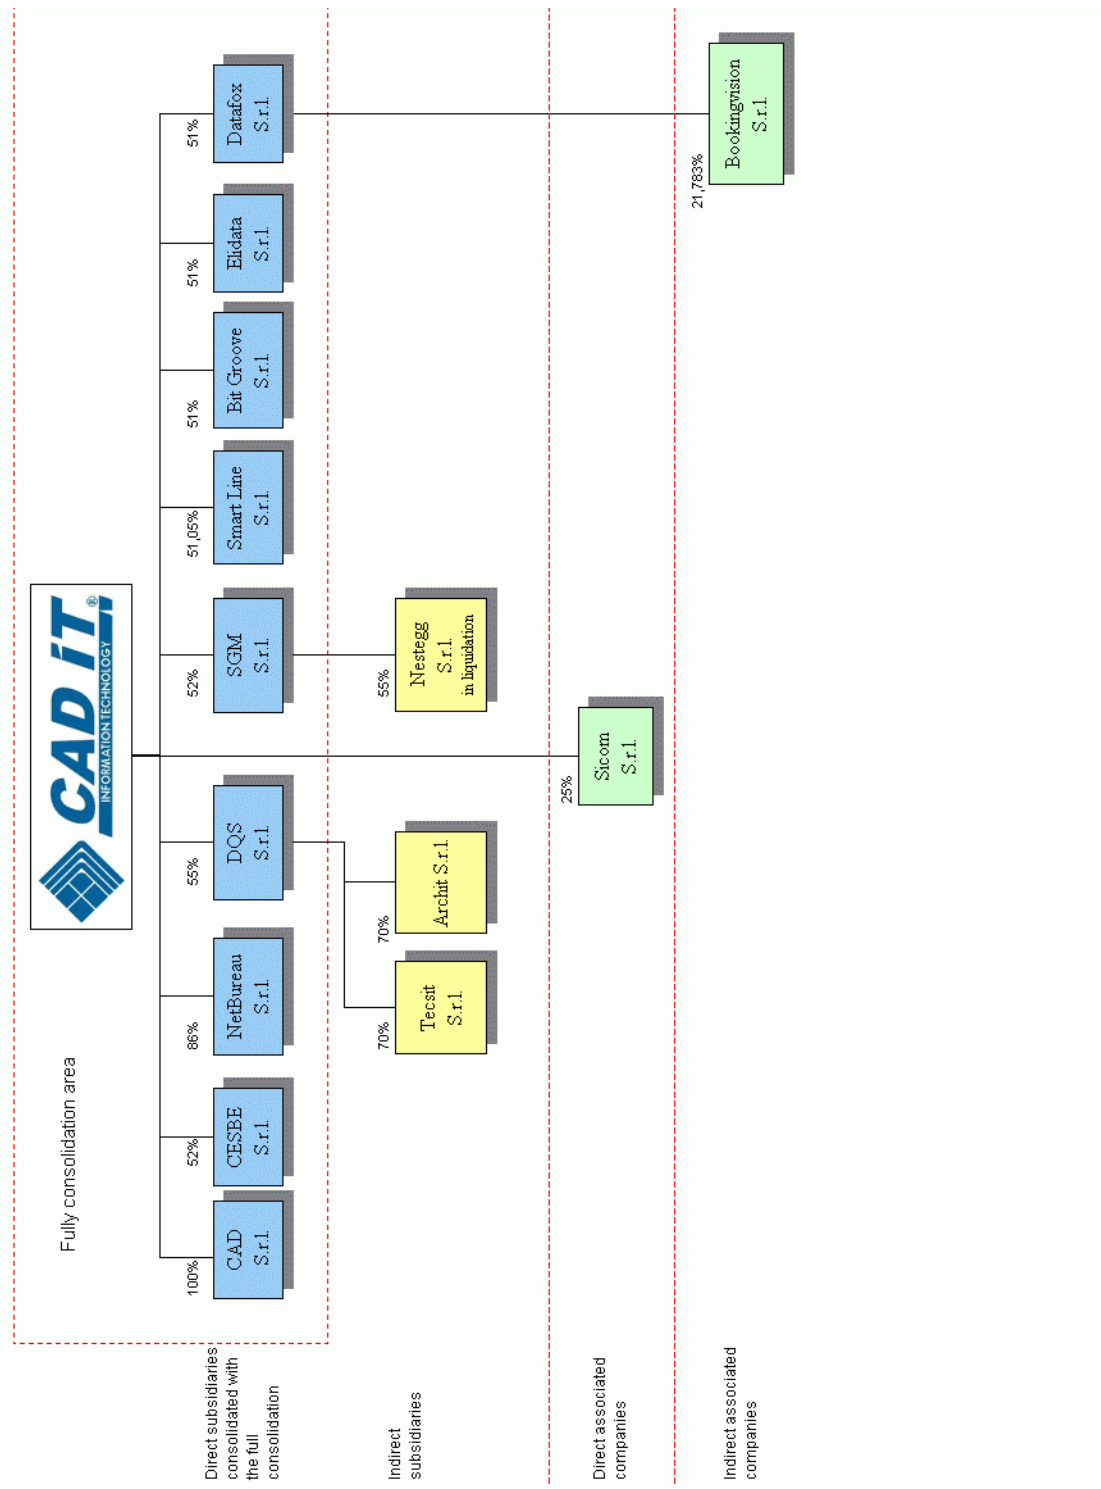 CAD iT®
INFORMATION TECHNOLOGY
Fully consolidation area
Direct subsidiaries
consolidated with
the full
consolidation
100%
CAD
S.r.l.
52%
CESBE
S.r.l.
86%
NetBureau
S.r.l.
55%
DQS
S.r.l.
52%
SGM
S.r.l.
51,05%
Smart Line
S.r.l.
51%
Bit Groove
S.r.l.
51%
Elidata
S.r.l.
51%
Datafox
S.r.l.
Indirect
subsidiaries
70%
Tecsit
S.r.l.
70%
Archit S.r.l.
55%
Nestegg
S.r.l.
in liquidation
Direct associated
companies
25%
Sicom
S.r.l.
Indirect associated
companies
21,783%
Bookingvision
S.r.l.